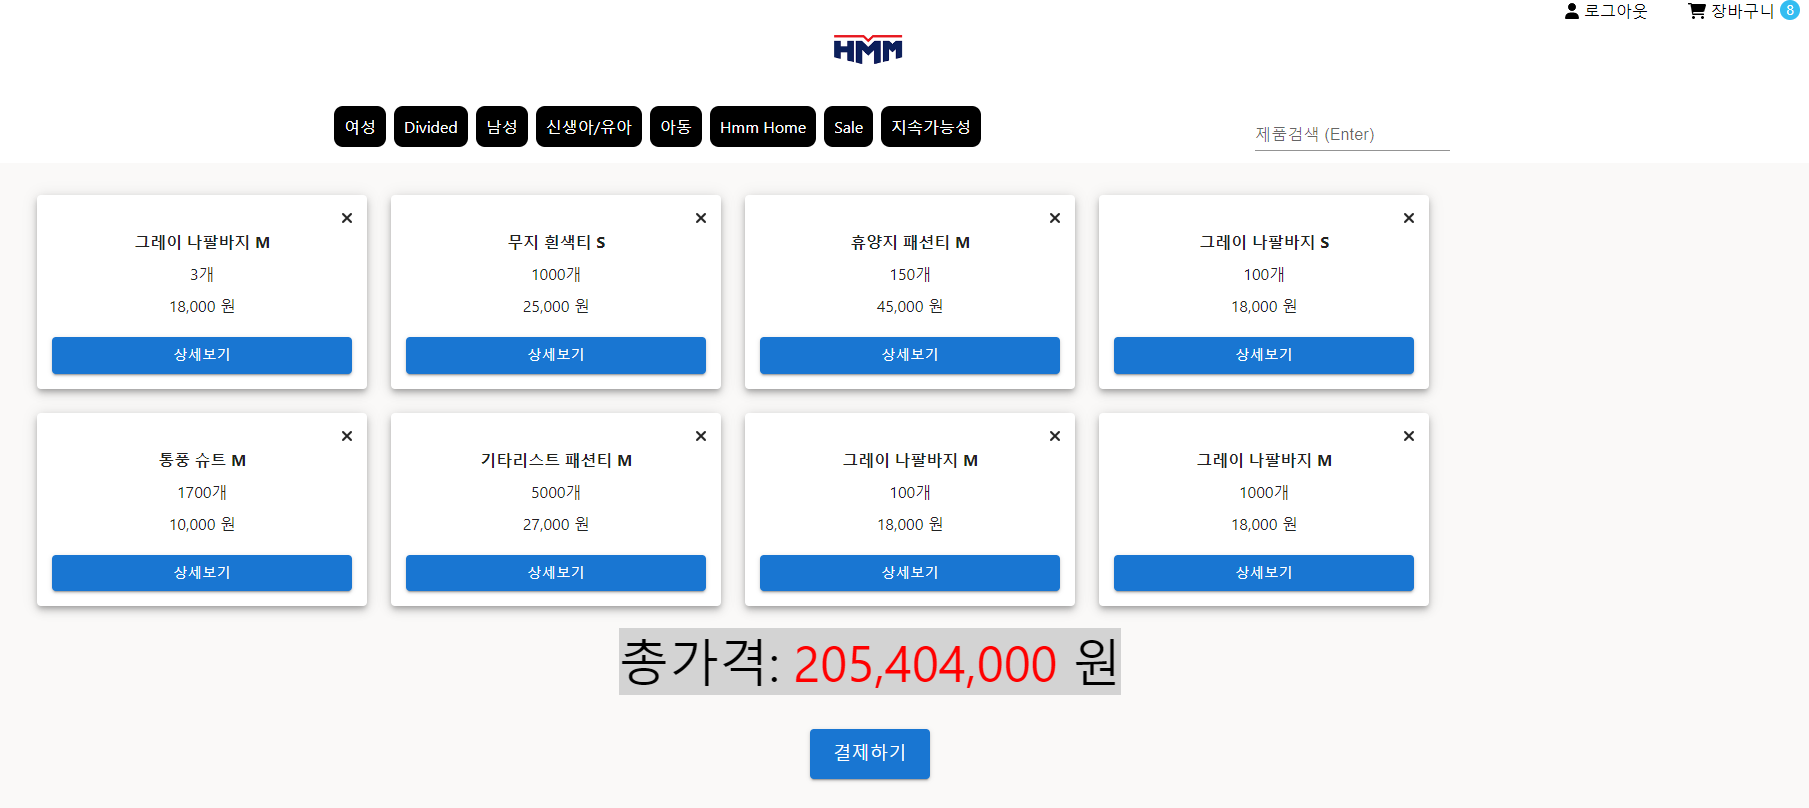 로그아웃 장바구니 8
HMM
여성 Divided 남성 신생아/유아 아동 Hmm Home Sale 지속가능성
제품검색 (Enter)
그레이 나팔바지 M
3개
18,000 원
상세보기
무지 흰색티 S
1000개
25,000 원
상세보기
휴양지 패션티 M
150개
45,000 원
상세보기
그레이 나팔바지 S
100개
18,000 원
상세보기
통풍 슈트 M
1700개
10,000 원
상세보기
기타리스트 패션티 M
5000개
27,000 원
상세보기
그레이 나팔바지 M
100개
18,000 원
상세보기
그레이 나팔바지 M
1000개
18,000 원
상세보기
총가격: 205,404,000 원
결제하기